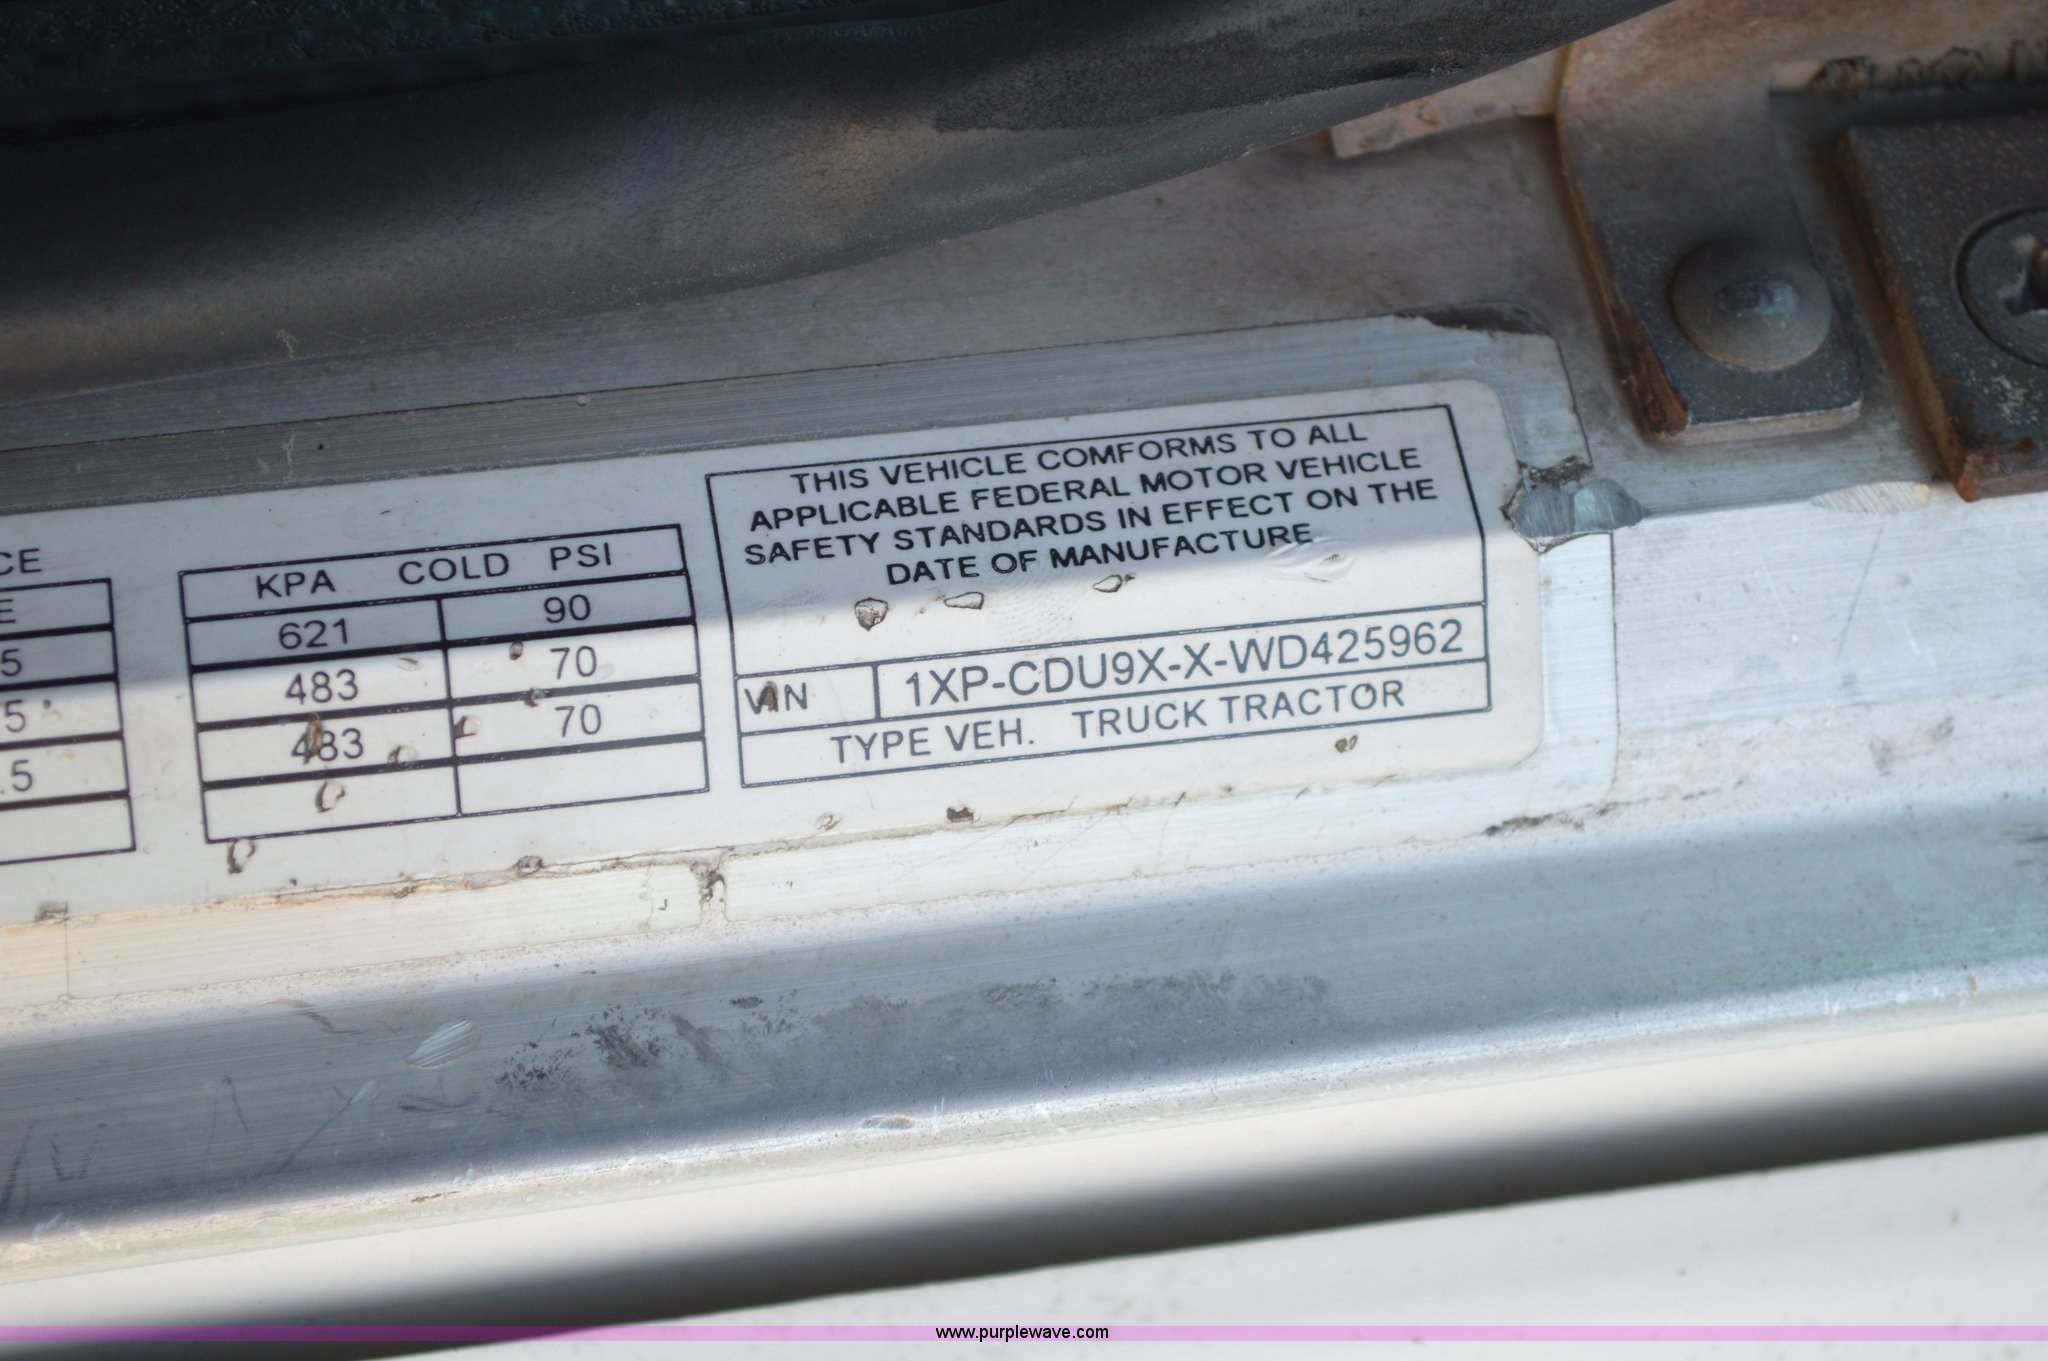 CE
E
5
5
.5
KPA COLD PSI
621 90
483 70
483 70
THIS VEHICLE COMFORMS TO ALL
APPLICABLE FEDERAL MOTOR VEHICLE
SAFETY STANDARDS IN EFFECT ON THE
DATE OF MANUFACTURE
VIN 1XP-CDU9X-X-WD425962
TYPE VEH. TRUCK TRACTOR
www.purplewave.com